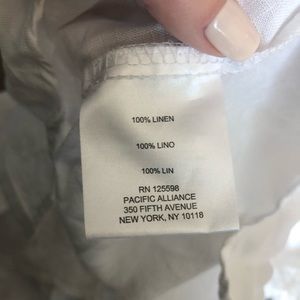 100% LINEN
100% LINO
100% LIN
RN 125598
PACIFIC ALLIANCE
350 FIFTH AVENUE
NEW YORK, NY 10118